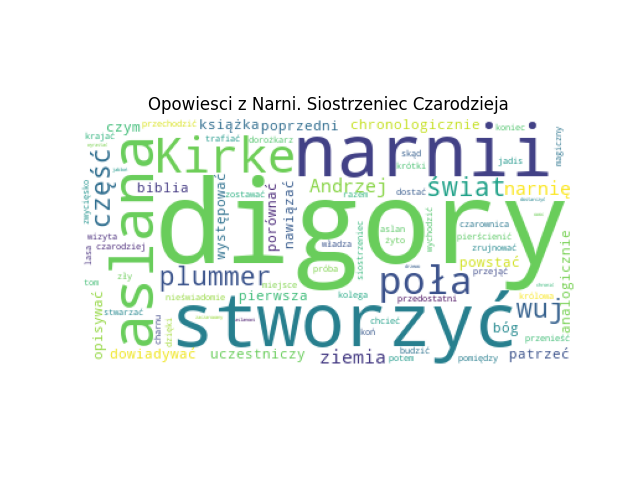 Opowiesci z Narni. Siostrzeniec Czarodzieja
czym przechodzić książka poprzedni chronologicznie koniec
krajać trafiać dorożkarz
Kirke narnii skąd krótki jadis magiczny
część aslana biblia występować zostawać porównać nawiązać Andrzej razem dostać świat narnię
zwycięsko digory
wizyta czarodziej lasa zły
władza siostrzeniec aslan żyto wychodzić czarownica pierścienić zrujnować
plummer próba poła powstać przejąć analogicznie
tom opisywać nieświadomie miejsce pierwsza kolega przedostatni
stwarzać stworzyć wuj bóg
charnu dzięki chcieć koń przenieść
dowiadywać uczestniczy ziemia potem budzić pomiędzy patrzeć